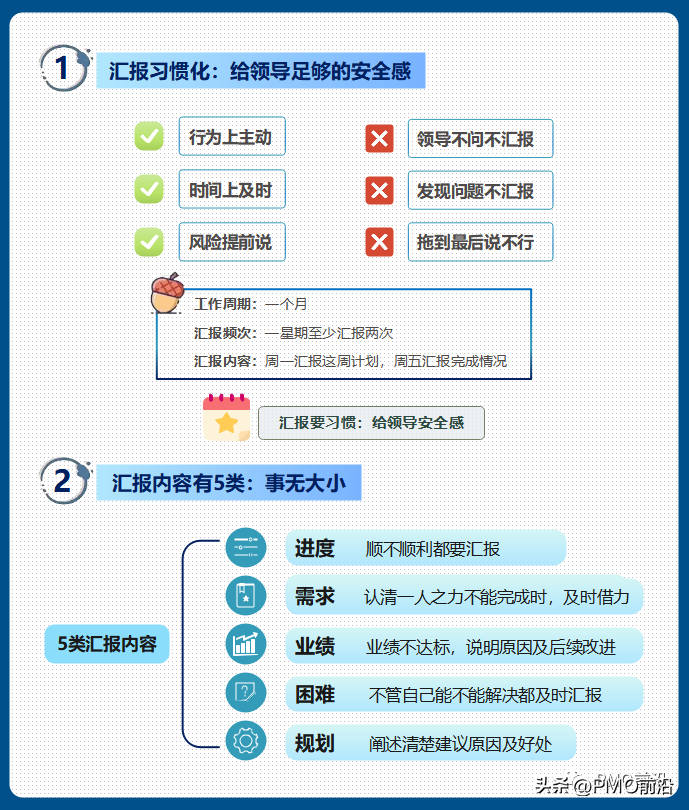 1
汇报习惯化：给领导足够的安全感
行为上主动
领导不问不汇报
时间上及时
发现问题不汇报
风险提前说
拖到最后说不行
工作周期：一个月
汇报频次：一星期至少汇报两次
汇报内容：周一汇报这周计划，周五汇报完成情况
汇报要习惯：给领导安全感
2
汇报内容有5类：事无大小
5类汇报内容
进度 顺不顺利都要汇报
需求 认清一人之力不能完成时，及时借力
业绩 业绩不达标，说明原因及后续改进
困难 不管自己能不能解决都及时汇报
规划 阐述清楚建议原因及好处
PMO前沿
头条 @PMO前沿